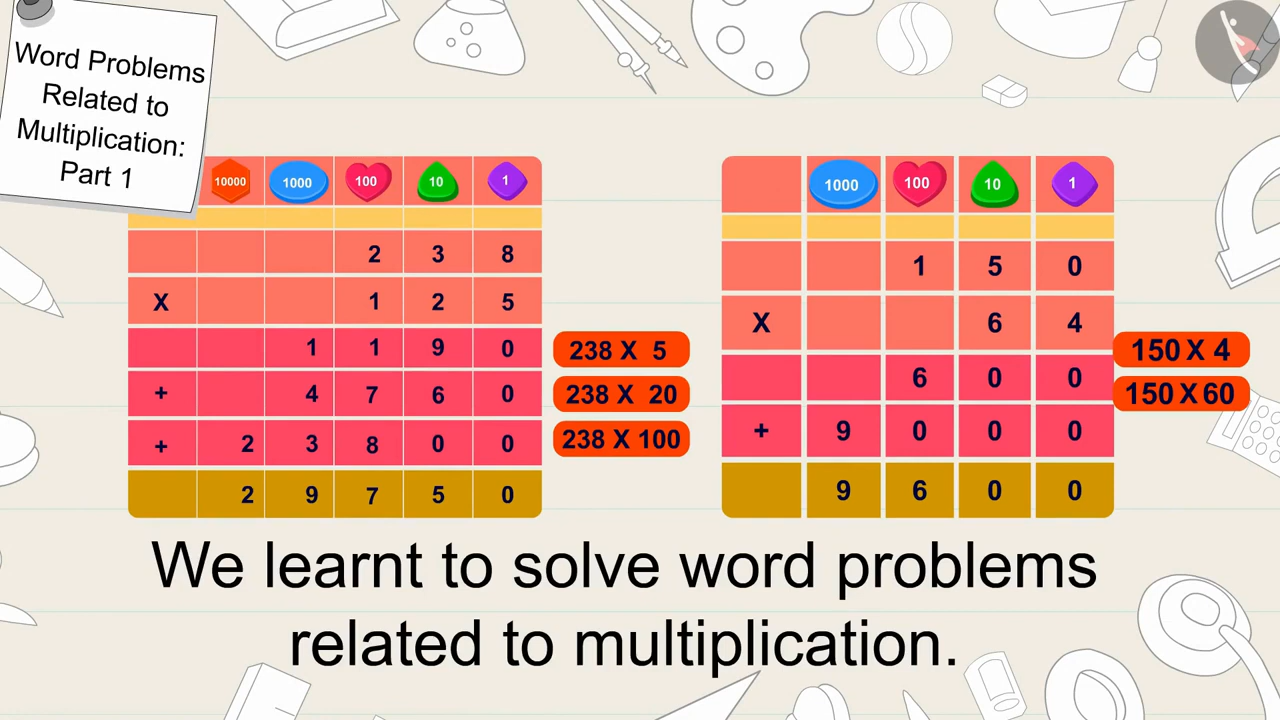 Word Problems
Related to
Multiplication:
Part 1
10000 1000 100 10 1
2 3 8
X 1 2 5
1 1 9 0
+ 4 7 6 0
+ 2 3 8 0 0
2 9 7 5 0
238 X 5
238 X 20
238 X 100
1000 100 10 1
1 5 0
X 6 4
6 0 0
+ 9 0 0 0
9 6 0 0
150 X 4
150 X 60
We learnt to solve word problems
related to multiplication.